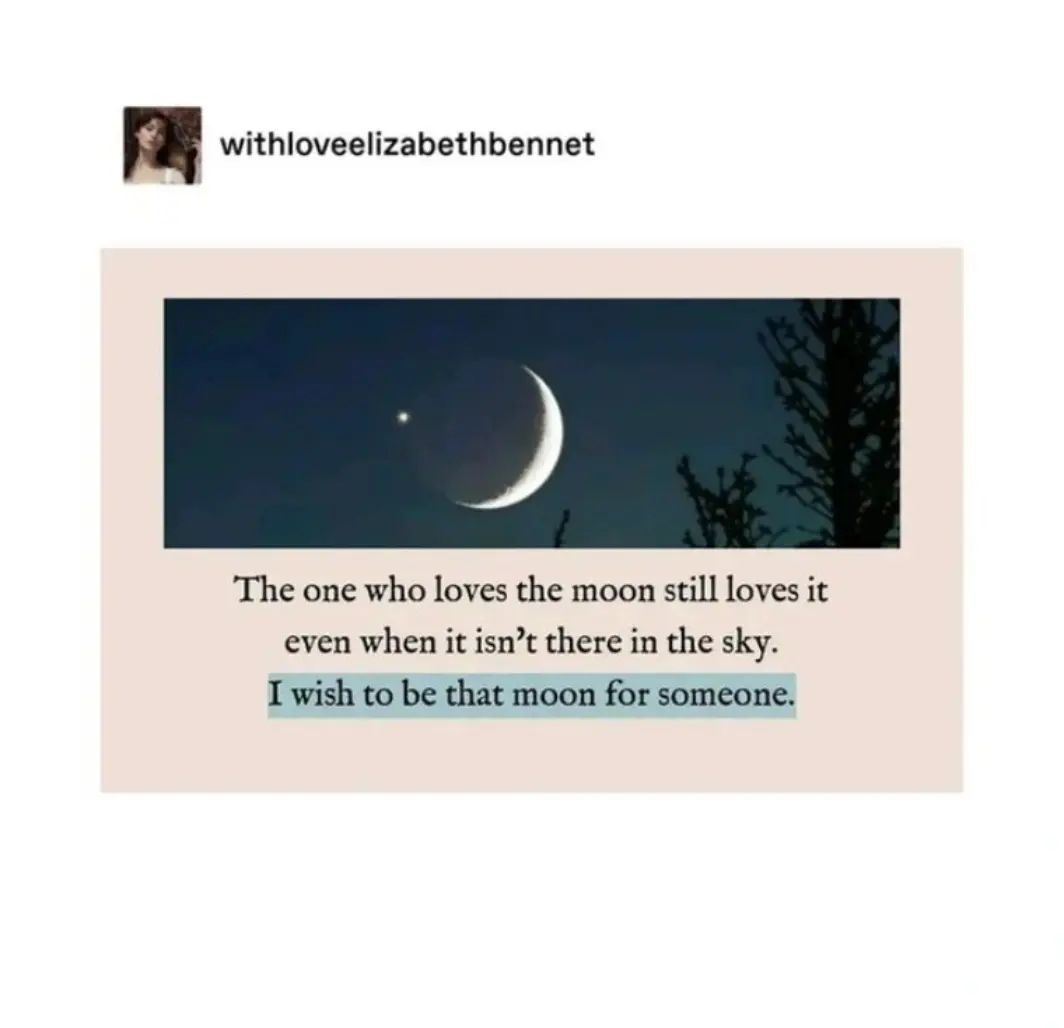 withloveelizabethbennet
The one who loves the moon still loves it
even when it isn't there in the sky.
I wish to be that moon for someone.